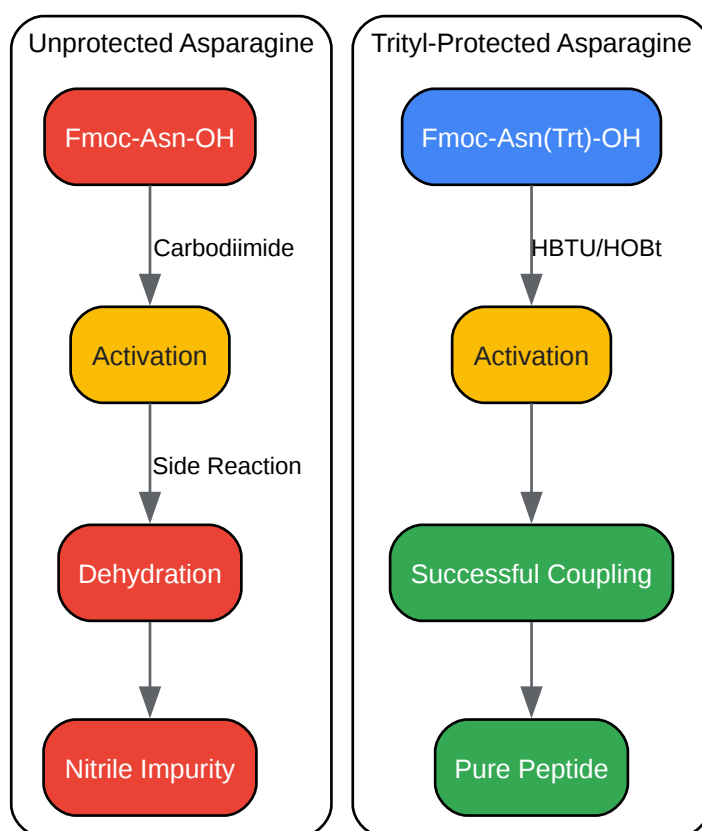 Unprotected Asparagine
Fmoc-Asn-OH
Carbodiimide
Activation
Side Reaction
Dehydration
Nitrile Impurity
Trityl-Protected Asparagine
Fmoc-Asn(Trt)-OH
HBTU/HOBt
Activation
Successful Coupling
Pure Peptide